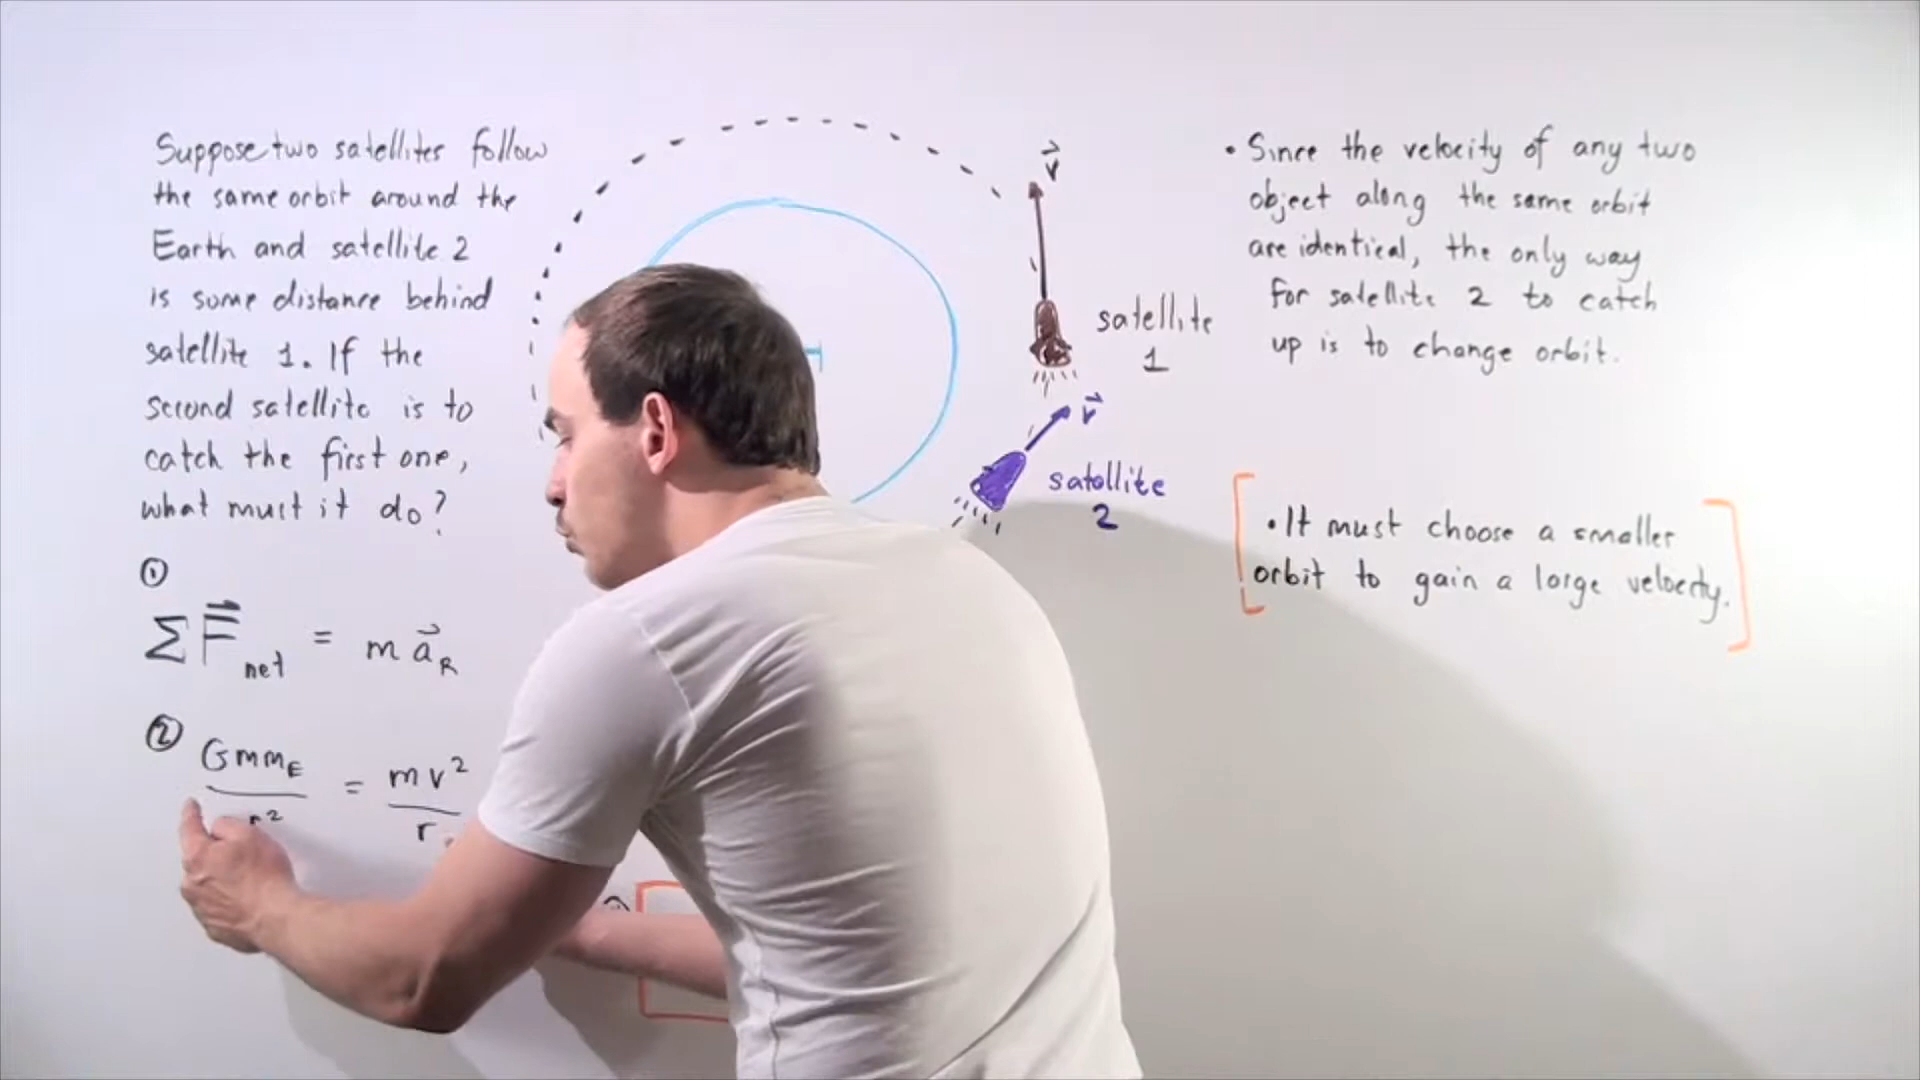 Suppose two satellites follow
the same orbit around the
Earth and satellite 2
is some distance behind
satellite 1. If the
second satellite is to
catch the first one,
what must it do?
①
ΣF⃗net = m a⃗R
②
GmmE/r² = mv²/r
v⃗
satellite
1
v⃗
satellite
2
• Since the velocity of any two
object along the same orbit
are identical, the only way
for satellite 2 to catch
up is to change orbit.
• It must choose a smaller
orbit to gain a large velocity.